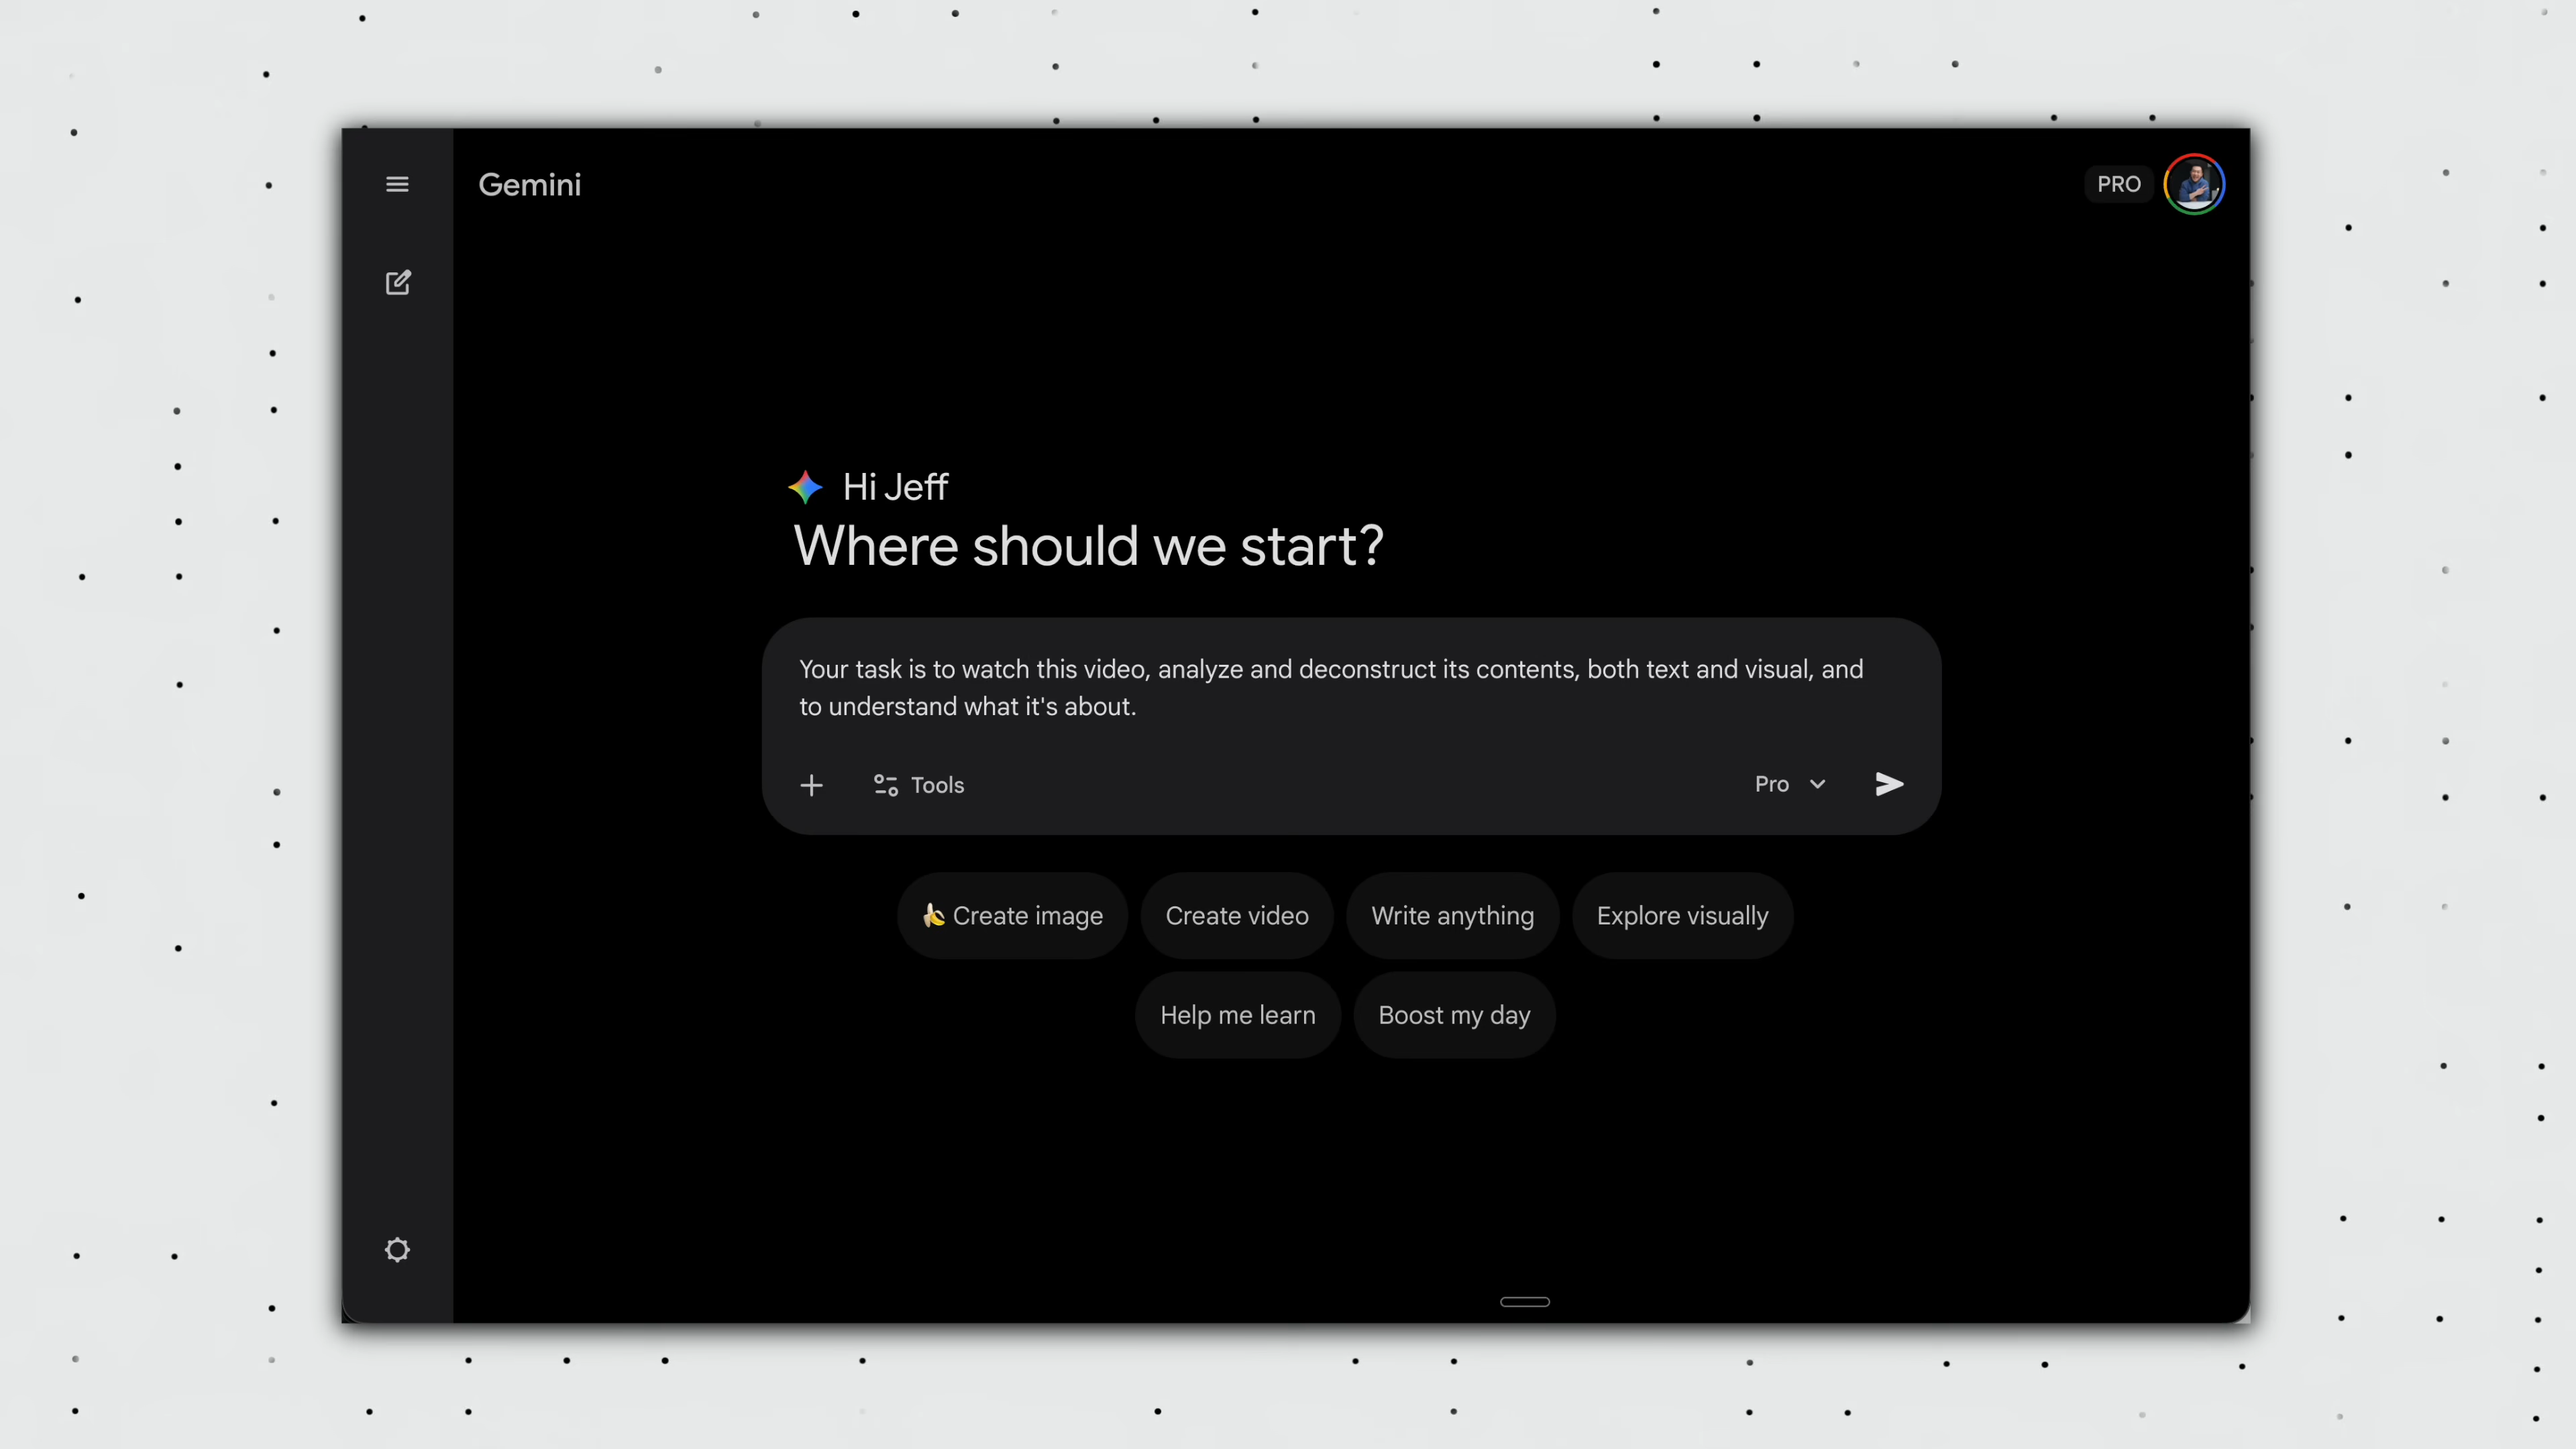 Gemini
PRO
Hi Jeff
Where should we start?
Your task is to watch this video, analyze and deconstruct its contents, both text and visual, and
to understand what it's about.
Tools
Pro
Create image
Create video
Write anything
Explore visually
Help me learn
Boost my day